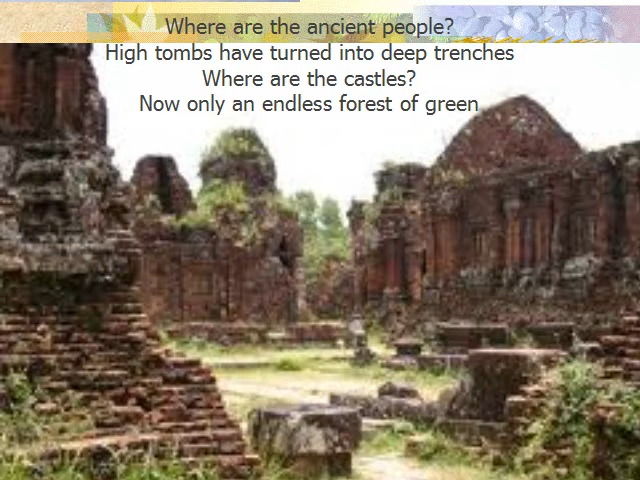 Where are the ancient people?
High tombs have turned into deep trenches
Where are the castles?
Now only an endless forest of green